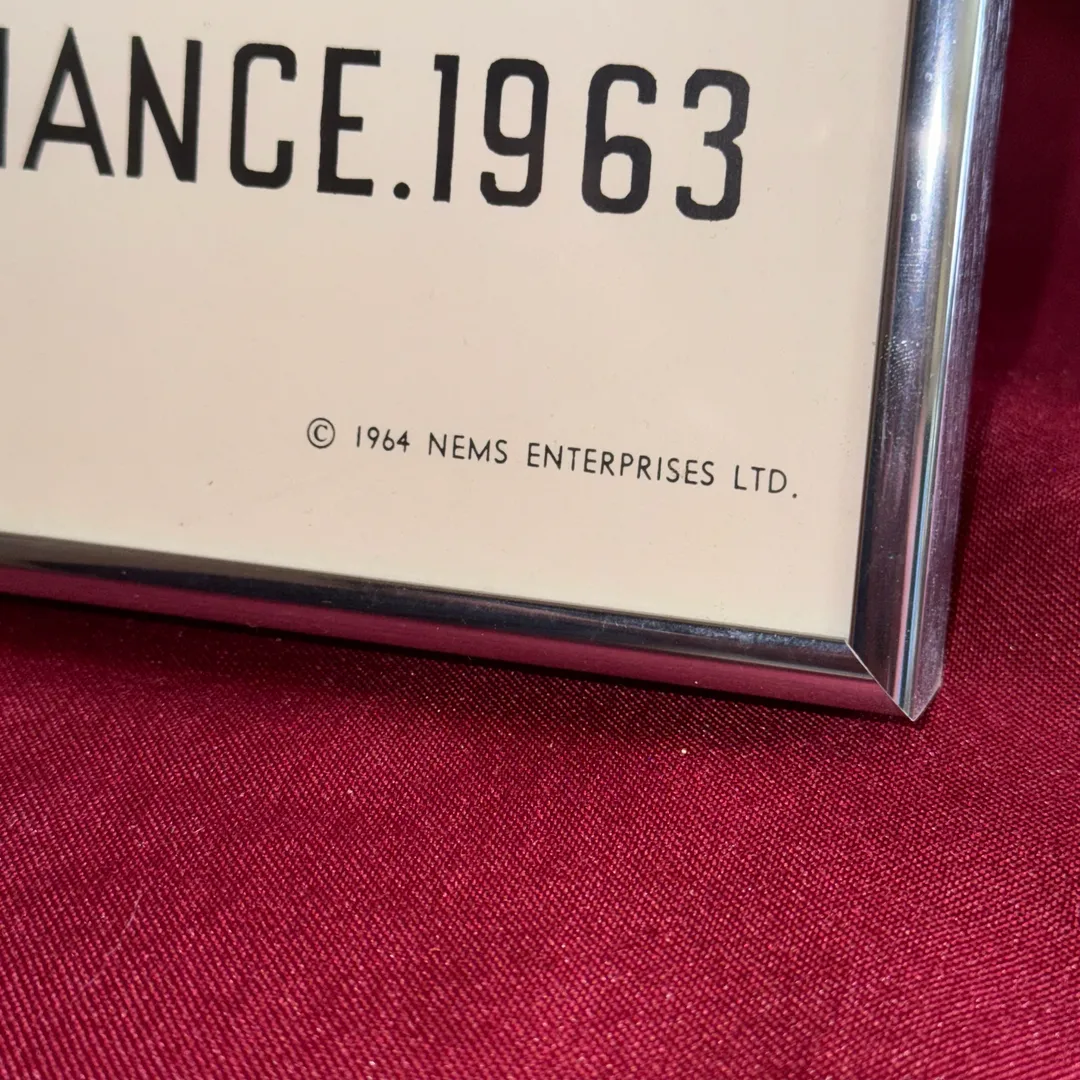 ANCE.1963
© 1964 NEMS ENTERPRISES LTD.